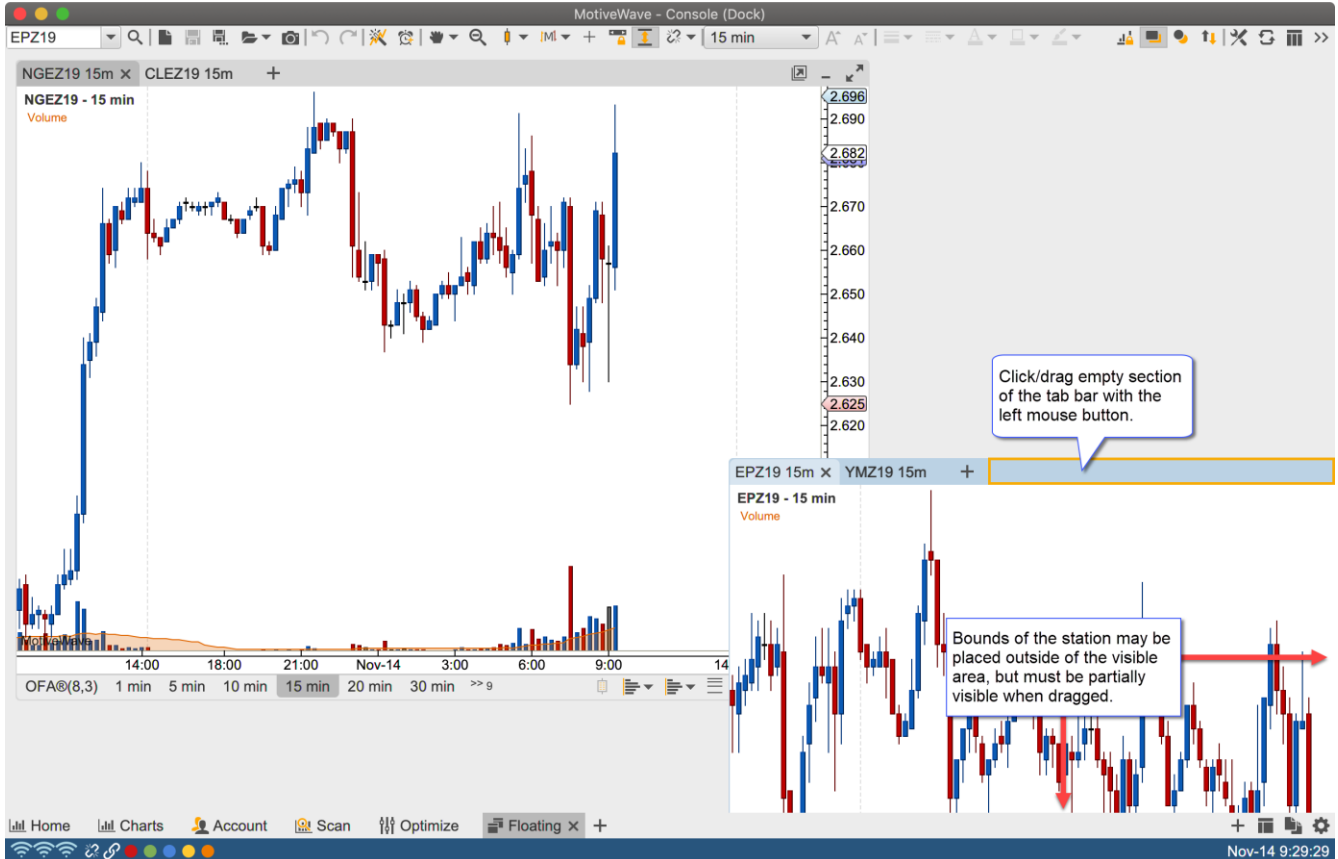 MotiveWave - Console (Dock)
EPZ19
15 min
NGEZ19 15m
CLEZ19 15m
NGEZ19 - 15 min
Volume
2.696
2.690
2.682
2.670
2.660
2.650
2.640
2.630
2.625
2.620
Click/drag empty section
of the tab bar with the
left mouse button.
EPZ19 15m
YMZ19 15m
EPZ19 - 15 min
Volume
Bounds of the station may be
placed outside of the visible
area, but must be partially
visible when dragged.
MotiveWave
14:00 18:00 21:00 Nov-14 3:00 6:00 9:00 14
OFA®(8,3) 1 min 5 min 10 min 15 min 20 min 30 min >> 9
Home Charts Account Scan Optimize Floating
Nov-14 9:29:29